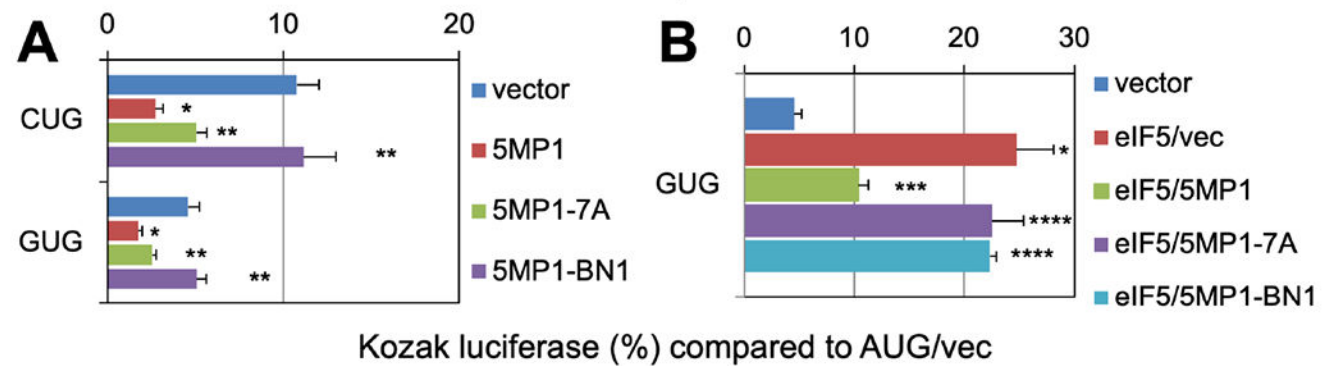 A
0 10 20
CUG
* 
**
**
GUG
*
**
**
vector
5MP1
5MP1-7A
5MP1-BN1
B
0 10 20 30
GUG
*
***
****
****
vector
eIF5/vec
eIF5/5MP1
eIF5/5MP1-7A
eIF5/5MP1-BN1
Kozak luciferase (%) compared to AUG/vec